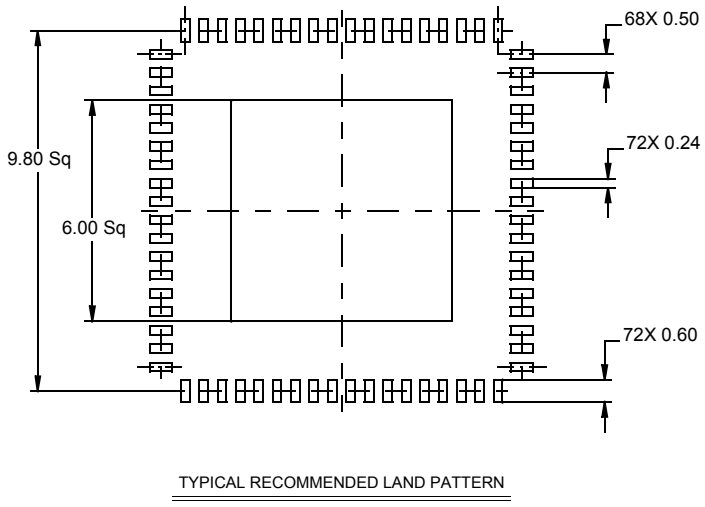 68X 0.50
72X 0.24
9.80 Sq
6.00 Sq
72X 0.60
TYPICAL RECOMMENDED LAND PATTERN